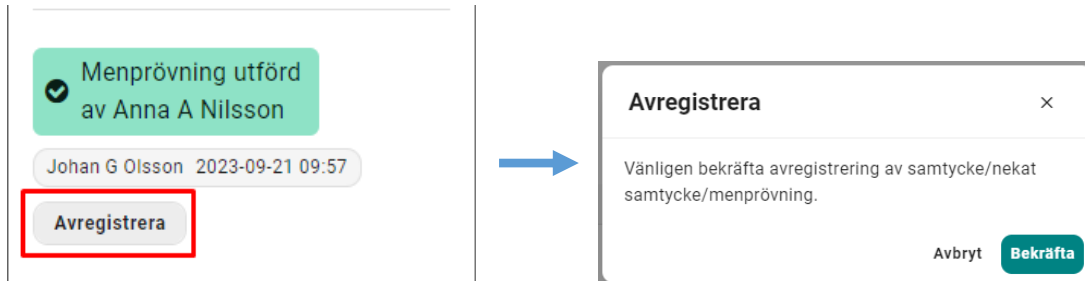 Menprövning utförd
av Anna A Nilsson
Johan G Olsson 2023-09-21 09:57
Avregistrera
Avregistrera
Vänligen bekräfta avregistrering av samtycke/nekat
samtycke/menprövning.
Avbryt Bekräfta